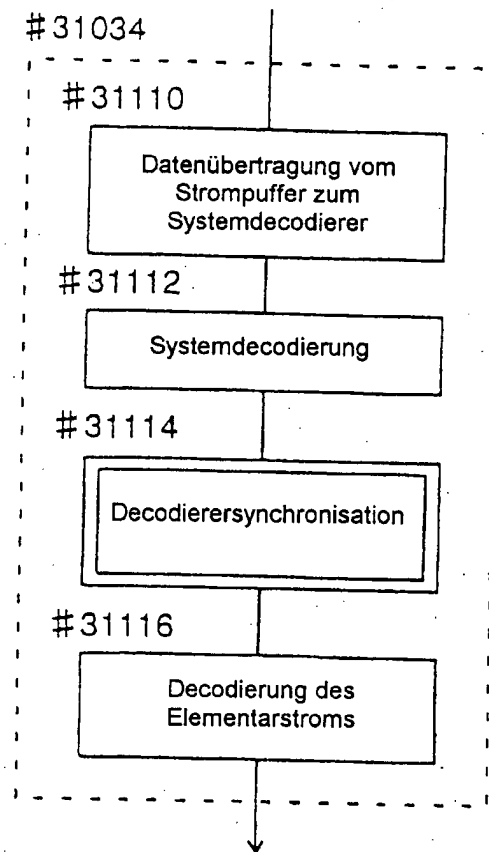 #31034
#31110
Datenübertragung vom
Strompuffer zum
Systemdecodierer
#31112
Systemdecodierung
#31114
Decodierersynchronisation
#31116
Decodierung des
Elementarstroms